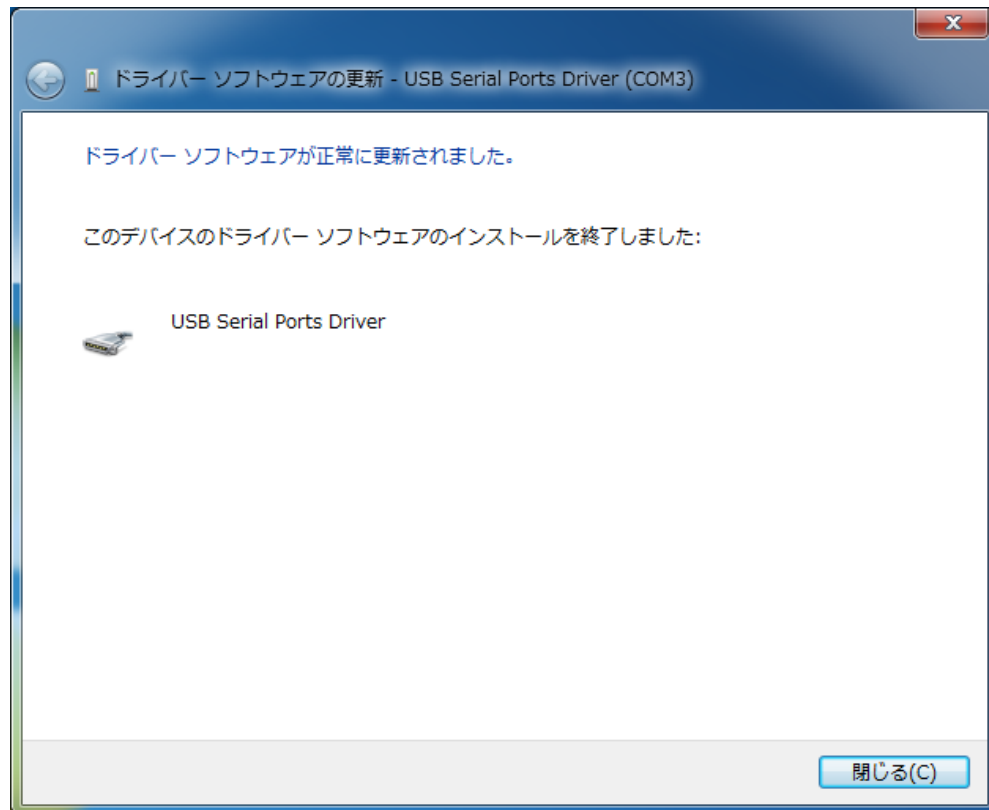 ドライバー ソフトウェアの更新 - USB Serial Ports Driver (COM3)
ドライバー ソフトウェアが正常に更新されました。
このデバイスのドライバー ソフトウェアのインストールを終了しました:
USB Serial Ports Driver
閉じる(C)